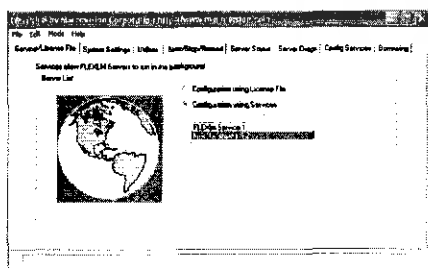 File Edit Mode Help
Service/License File System Settings Utilities Start/Stop/Reread Server Status Server Diags Config Services Borrowing
Services allow FLEXlm Servers to run in the background
Server List
Configuration using License File
Configuration using Services
FLEXlm Service 1